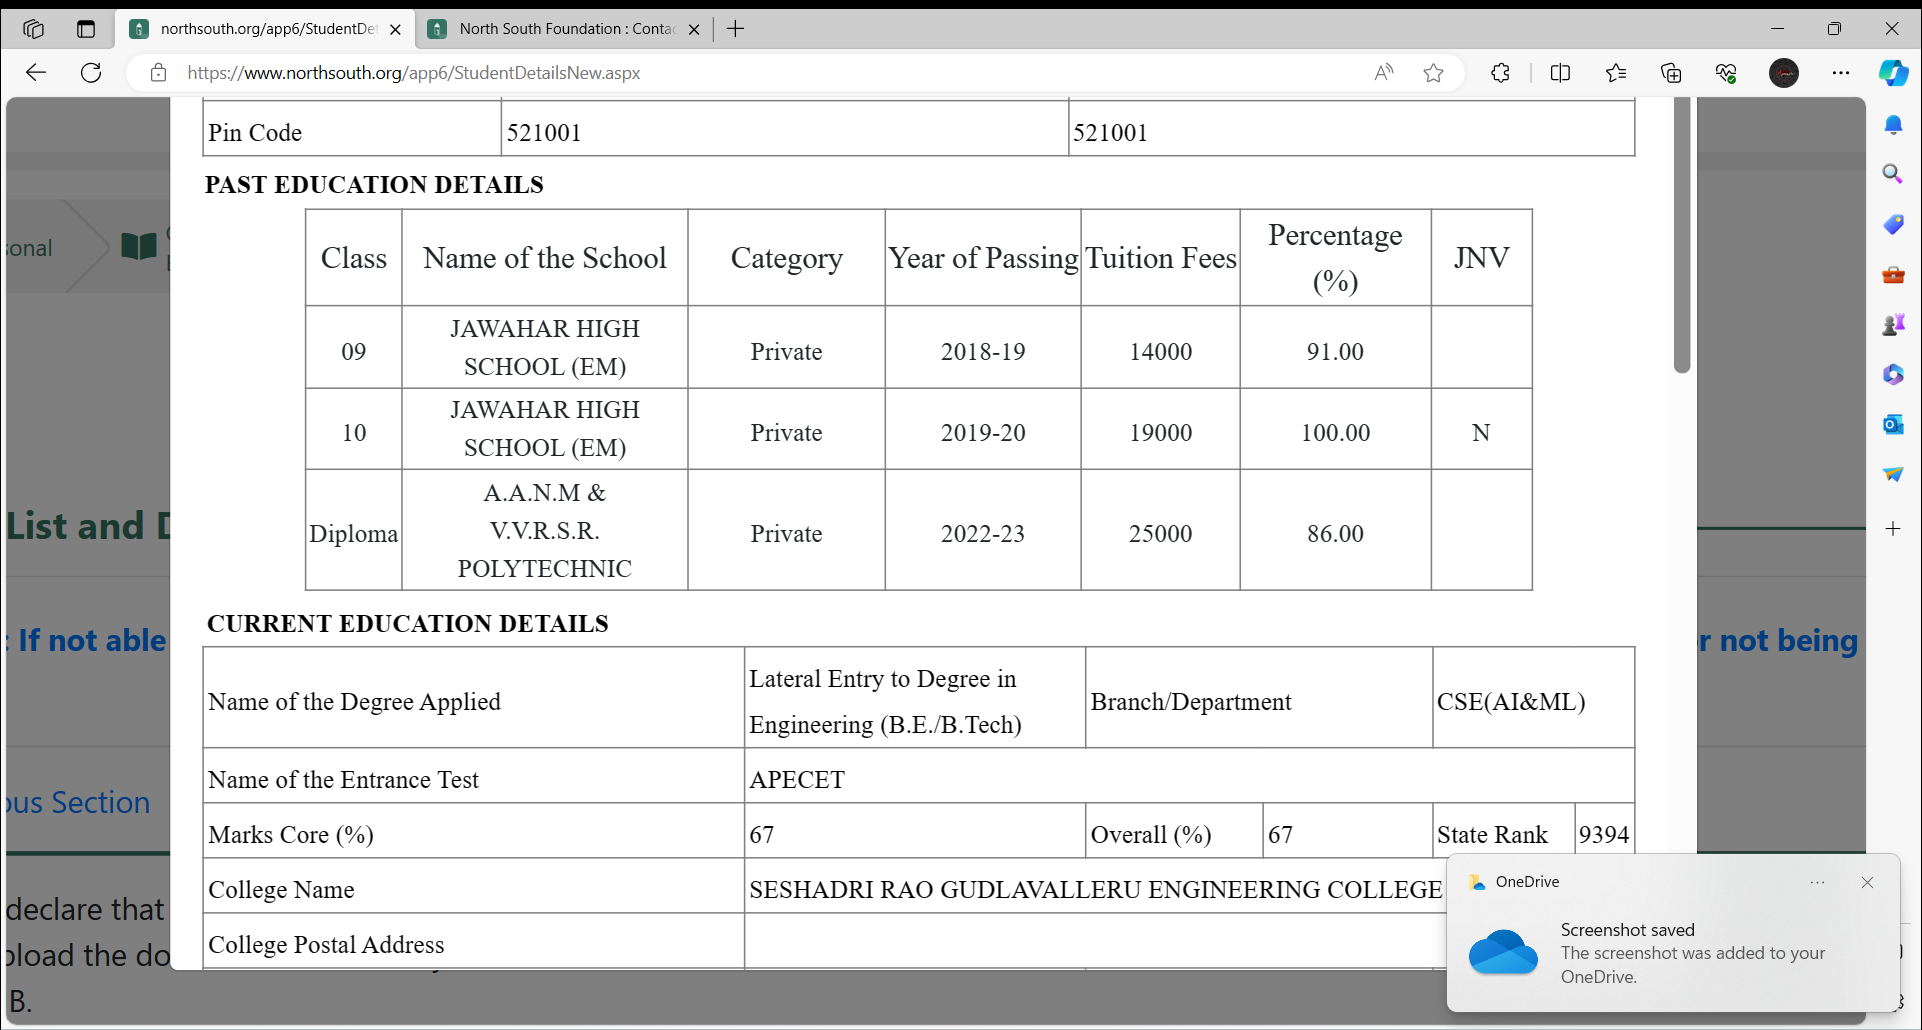 northsouth.org/app6/StudentDet
North South Foundation : Contac
https://www.northsouth.org/app6/StudentDetailsNew.aspx
Pin Code 521001 521001
PAST EDUCATION DETAILS
Class Name of the School Category Year of Passing Tuition Fees Percentage (%) JNV
09 JAWAHAR HIGH SCHOOL (EM) Private 2018-19 14000 91.00
10 JAWAHAR HIGH SCHOOL (EM) Private 2019-20 19000 100.00 N
Diploma A.A.N.M & V.V.R.S.R. POLYTECHNIC Private 2022-23 25000 86.00
CURRENT EDUCATION DETAILS
Name of the Degree Applied Lateral Entry to Degree in Engineering (B.E./B.Tech) Branch/Department CSE(AI&ML)
Name of the Entrance Test APECET
Marks Core (%) 67 Overall (%) 67 State Rank 9394
College Name SESHADRI RAO GUDLAVALLERU ENGINEERING COLLEGE
College Postal Address
sonal
List and D
: If not able
r not being
ous Section
declare that
pload the do
B.
OneDrive
Screenshot saved
The screenshot was added to your
OneDrive.